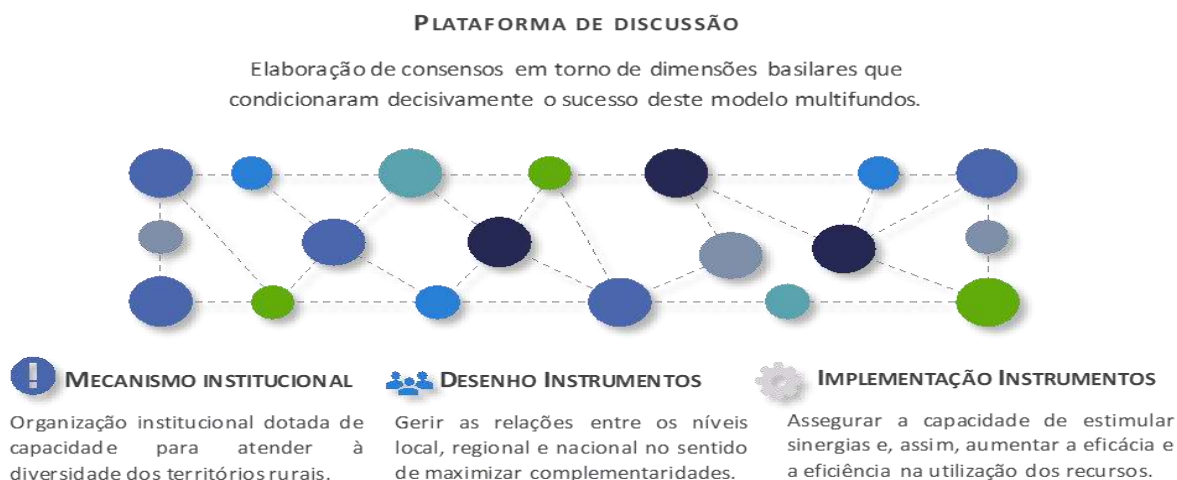 PLATAFORMA DE DISCUSSÃO
Elaboração de consensos em torno de dimensões basilares que
condicionaram decisivamente o sucesso deste modelo multifundos.
MECANISMO INSTITUCIONAL
Organização institucional dotada de
capacidade para atender à
diversidade dos territórios rurais.
DESENHO INSTRUMENTOS
Gerir as relações entre os níveis
local, regional e nacional no sentido
de maximizar complementaridades.
IMPLEMENTAÇÃO INSTRUMENTOS
Assegurar a capacidade de estimular
sinergias e, assim, aumentar a eficácia e
a eficiência na utilização dos recursos.